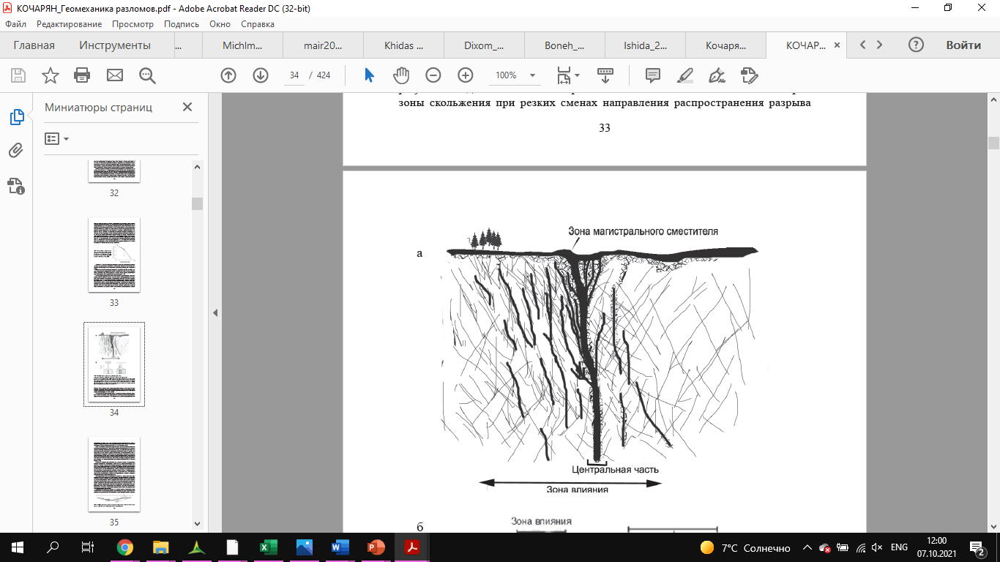 КОЧАРЯН_Геомеханика разломов.pdf - Adobe Acrobat Reader DC (32-bit)
Файл Редактирование Просмотр Подпись Окно Справка
Главная Инструменты ... Michlm... mair20... Khidas ... Dixom_... Boneh_... Ishida_2... Кочаря... КОЧАР... Войти
34 / 424 100%
Миниатюры страниц
32
33
34
35
зоны скольжения при резких сменах направления распространения разрыва
33
Зона магистрального сместителя
а
Центральная часть
Зона влияния
б
Зона влияния
7°C Солнечно ENG 12:00
07.10.2021
2